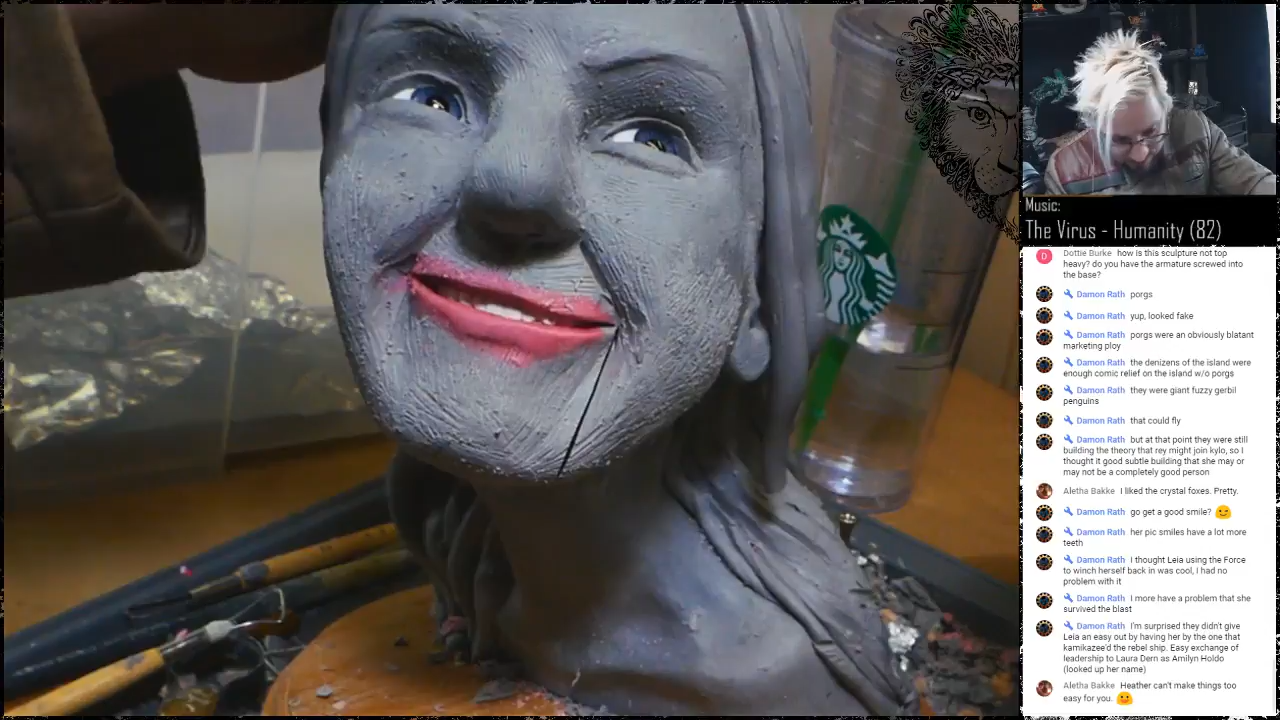 Music:
The Virus - Humanity (82)
D Dottie Burke how is this sculpture not top
heavy? do you have the armature screwed into
the base?
Damon Rath porgs
Damon Rath yup, looked fake
Damon Rath porgs were an obviously blatant
marketing ploy
Damon Rath the denizens of the island were
enough comic relief on the island w/o porgs
Damon Rath they were giant fuzzy gerbil
penguins
Damon Rath that could fly
Damon Rath but at that point they were still
building the theory that rey might join kylo, so I
thought it good subtle building that she may or
may not be a completely good person
Aletha Bakke I liked the crystal foxes. Pretty.
Damon Rath go get a good smile?
Damon Rath her pic smiles have a lot more
teeth
Damon Rath I thought Leia using the Force
to winch herself back in was cool, I had no
problem with it
Damon Rath I more have a problem that she
survived the blast
Damon Rath I'm surprised they didn't give
Leia an easy out by having her by the one that
kamikazee'd the rebel ship. Easy exchange of
leadership to Laura Dern as Amilyn Holdo
(looked up her name)
Aletha Bakke Heather can't make things too
easy for you.